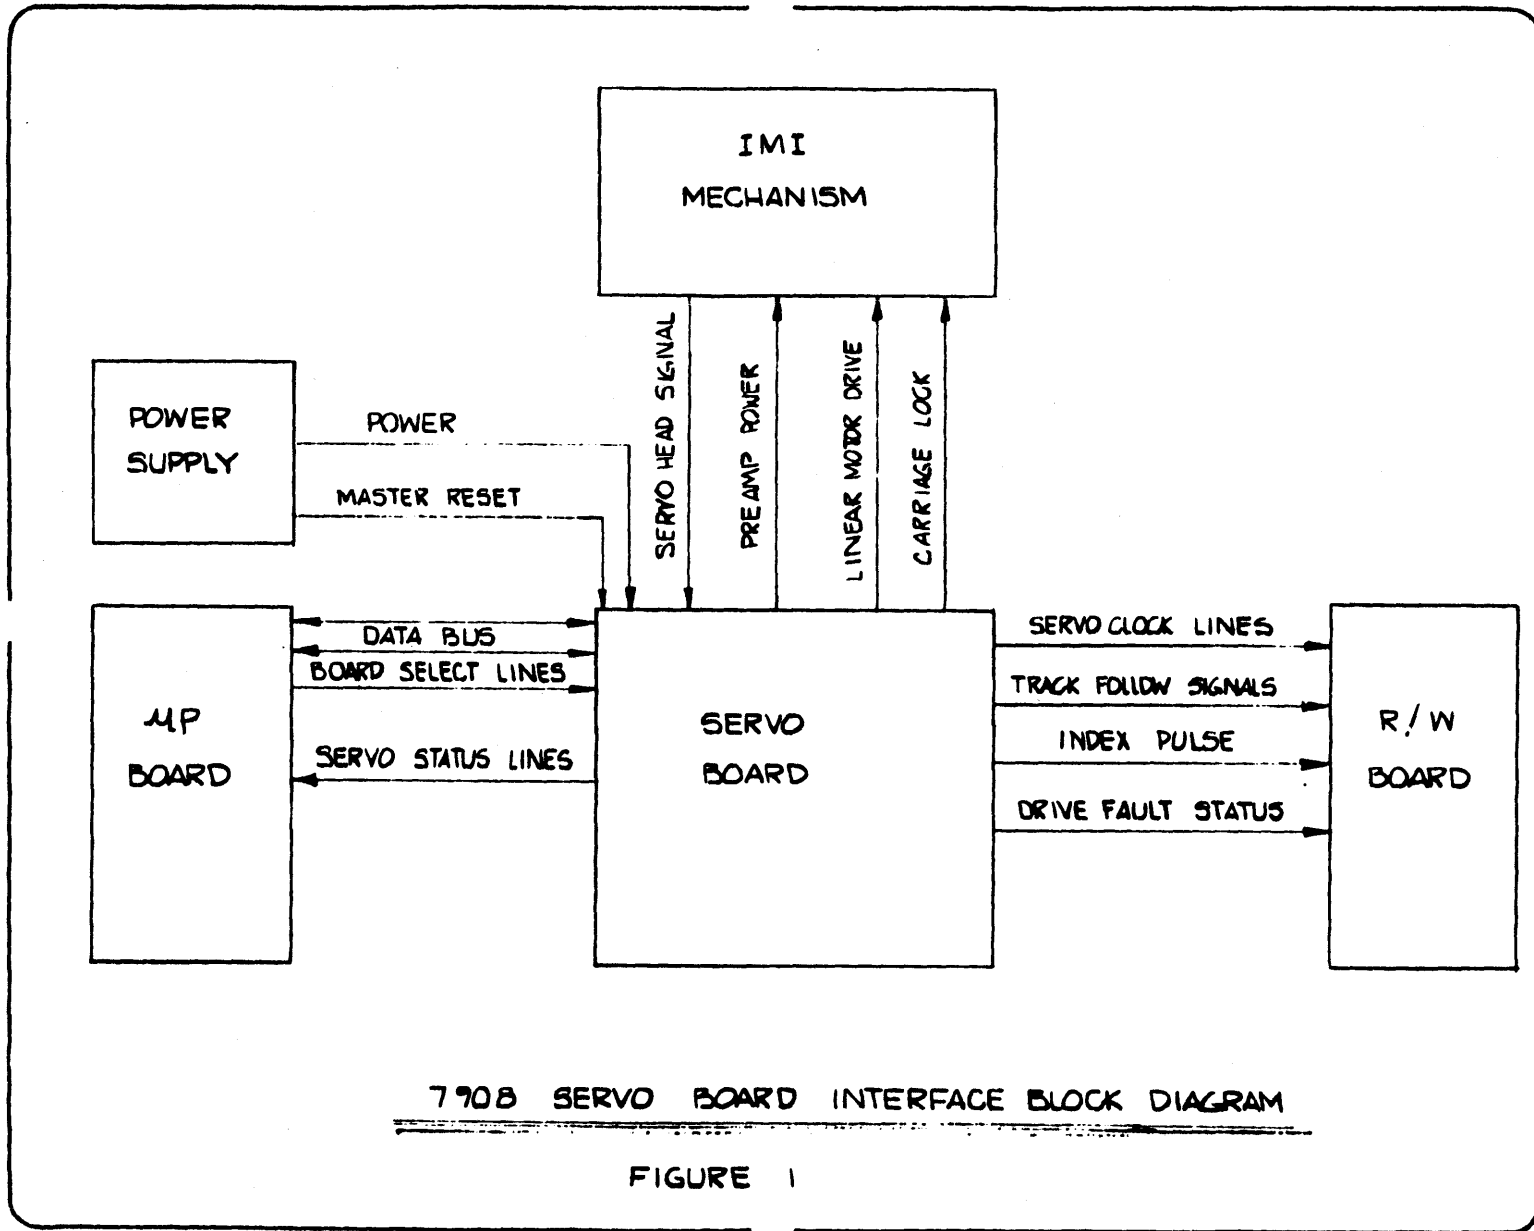 IMI
MECHANISM
SERVO HEAD SIGNAL
PREAMP POWER
LINEAR MOTOR DRIVE
CARRIAGE LOCK
POWER
SUPPLY
POWER
MASTER RESET
DATA BUS
BOARD SELECT LINES
SERVO STATUS LINES
μP
BOARD
SERVO
BOARD
SERVO CLOCK LINES
TRACK FOLLOW SIGNALS
INDEX PULSE
DRIVE FAULT STATUS
R/W
BOARD
7908 SERVO BOARD INTERFACE BLOCK DIAGRAM
FIGURE 1